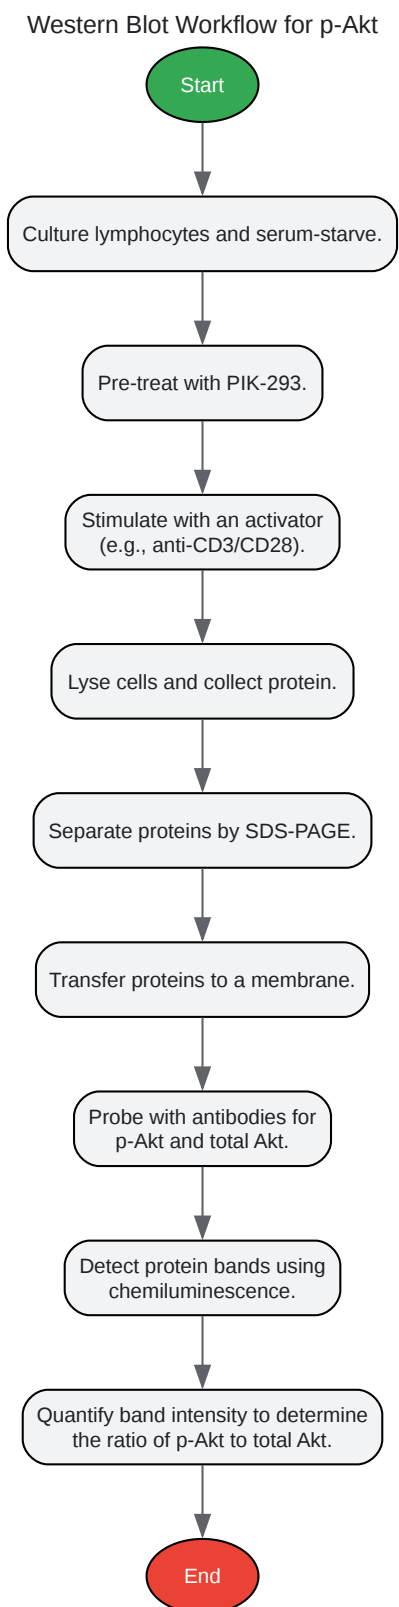 Western Blot Workflow for p-Akt
Start
Culture lymphocytes and serum-starve.
Pre-treat with PIK-293.
Stimulate with an activator
(e.g., anti-CD3/CD28).
Lyse cells and collect protein.
Separate proteins by SDS-PAGE.
Transfer proteins to a membrane.
Probe with antibodies for
p-Akt and total Akt.
Detect protein bands using
chemiluminescence.
Quantify band intensity to determine
the ratio of p-Akt to total Akt.
End